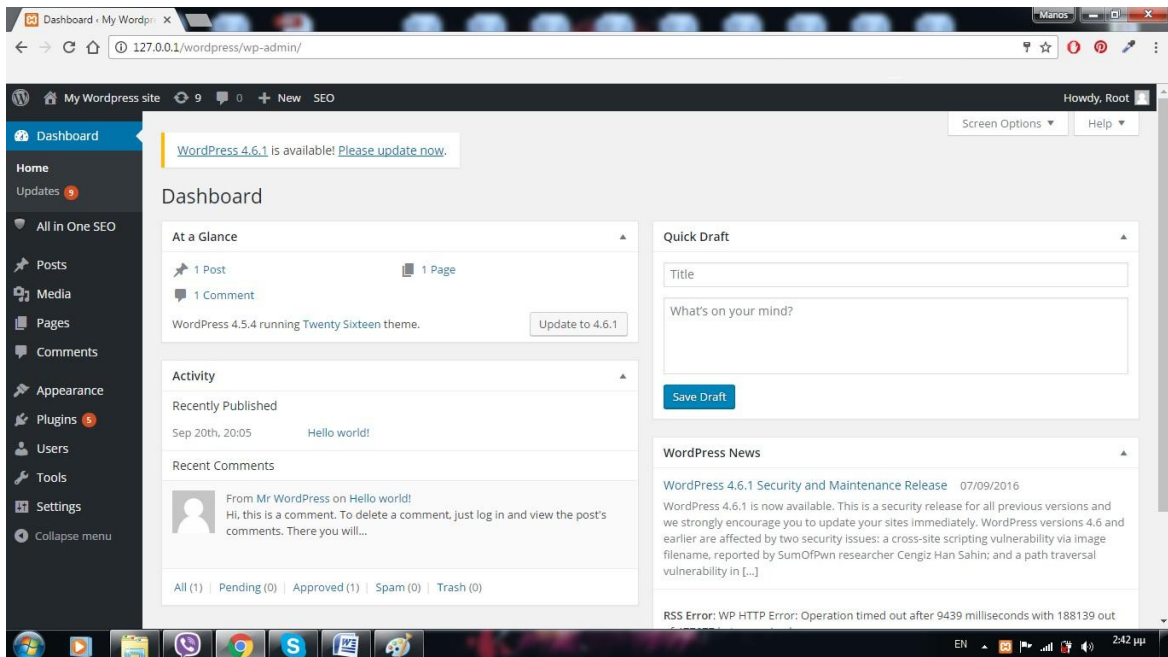 Dashboard ‹ My Wordpr
Manos
127.0.0.1/wordpress/wp-admin/
My Wordpress site 9 0 + New SEO
Howdy, Root
Screen Options ▼ Help ▼
Dashboard
Home
Updates 9
All in One SEO
Posts
Media
Pages
Comments
Appearance
Plugins 5
Users
Tools
Settings
Collapse menu
WordPress 4.6.1 is available! Please update now.
Dashboard
At a Glance
1 Post 1 Page
1 Comment
WordPress 4.5.4 running Twenty Sixteen theme. Update to 4.6.1
Activity
Recently Published
Sep 20th, 20:05 Hello world!
Recent Comments
From Mr WordPress on Hello world!
Hi, this is a comment. To delete a comment, just log in and view the post's
comments. There you will...
All (1) | Pending (0) | Approved (1) | Spam (0) | Trash (0)
Quick Draft
Title
What's on your mind?
Save Draft
WordPress News
WordPress 4.6.1 Security and Maintenance Release 07/09/2016
WordPress 4.6.1 is now available. This is a security release for all previous versions and
we strongly encourage you to update your sites immediately. WordPress versions 4.6 and
earlier are affected by two security issues: a cross-site scripting vulnerability via image
filename, reported by SumOfPwn researcher Cengiz Han Sahin; and a path traversal
vulnerability in [...]
RSS Error: WP HTTP Error: Operation timed out after 9439 milliseconds with 188139 out
EN 2:42 μμ